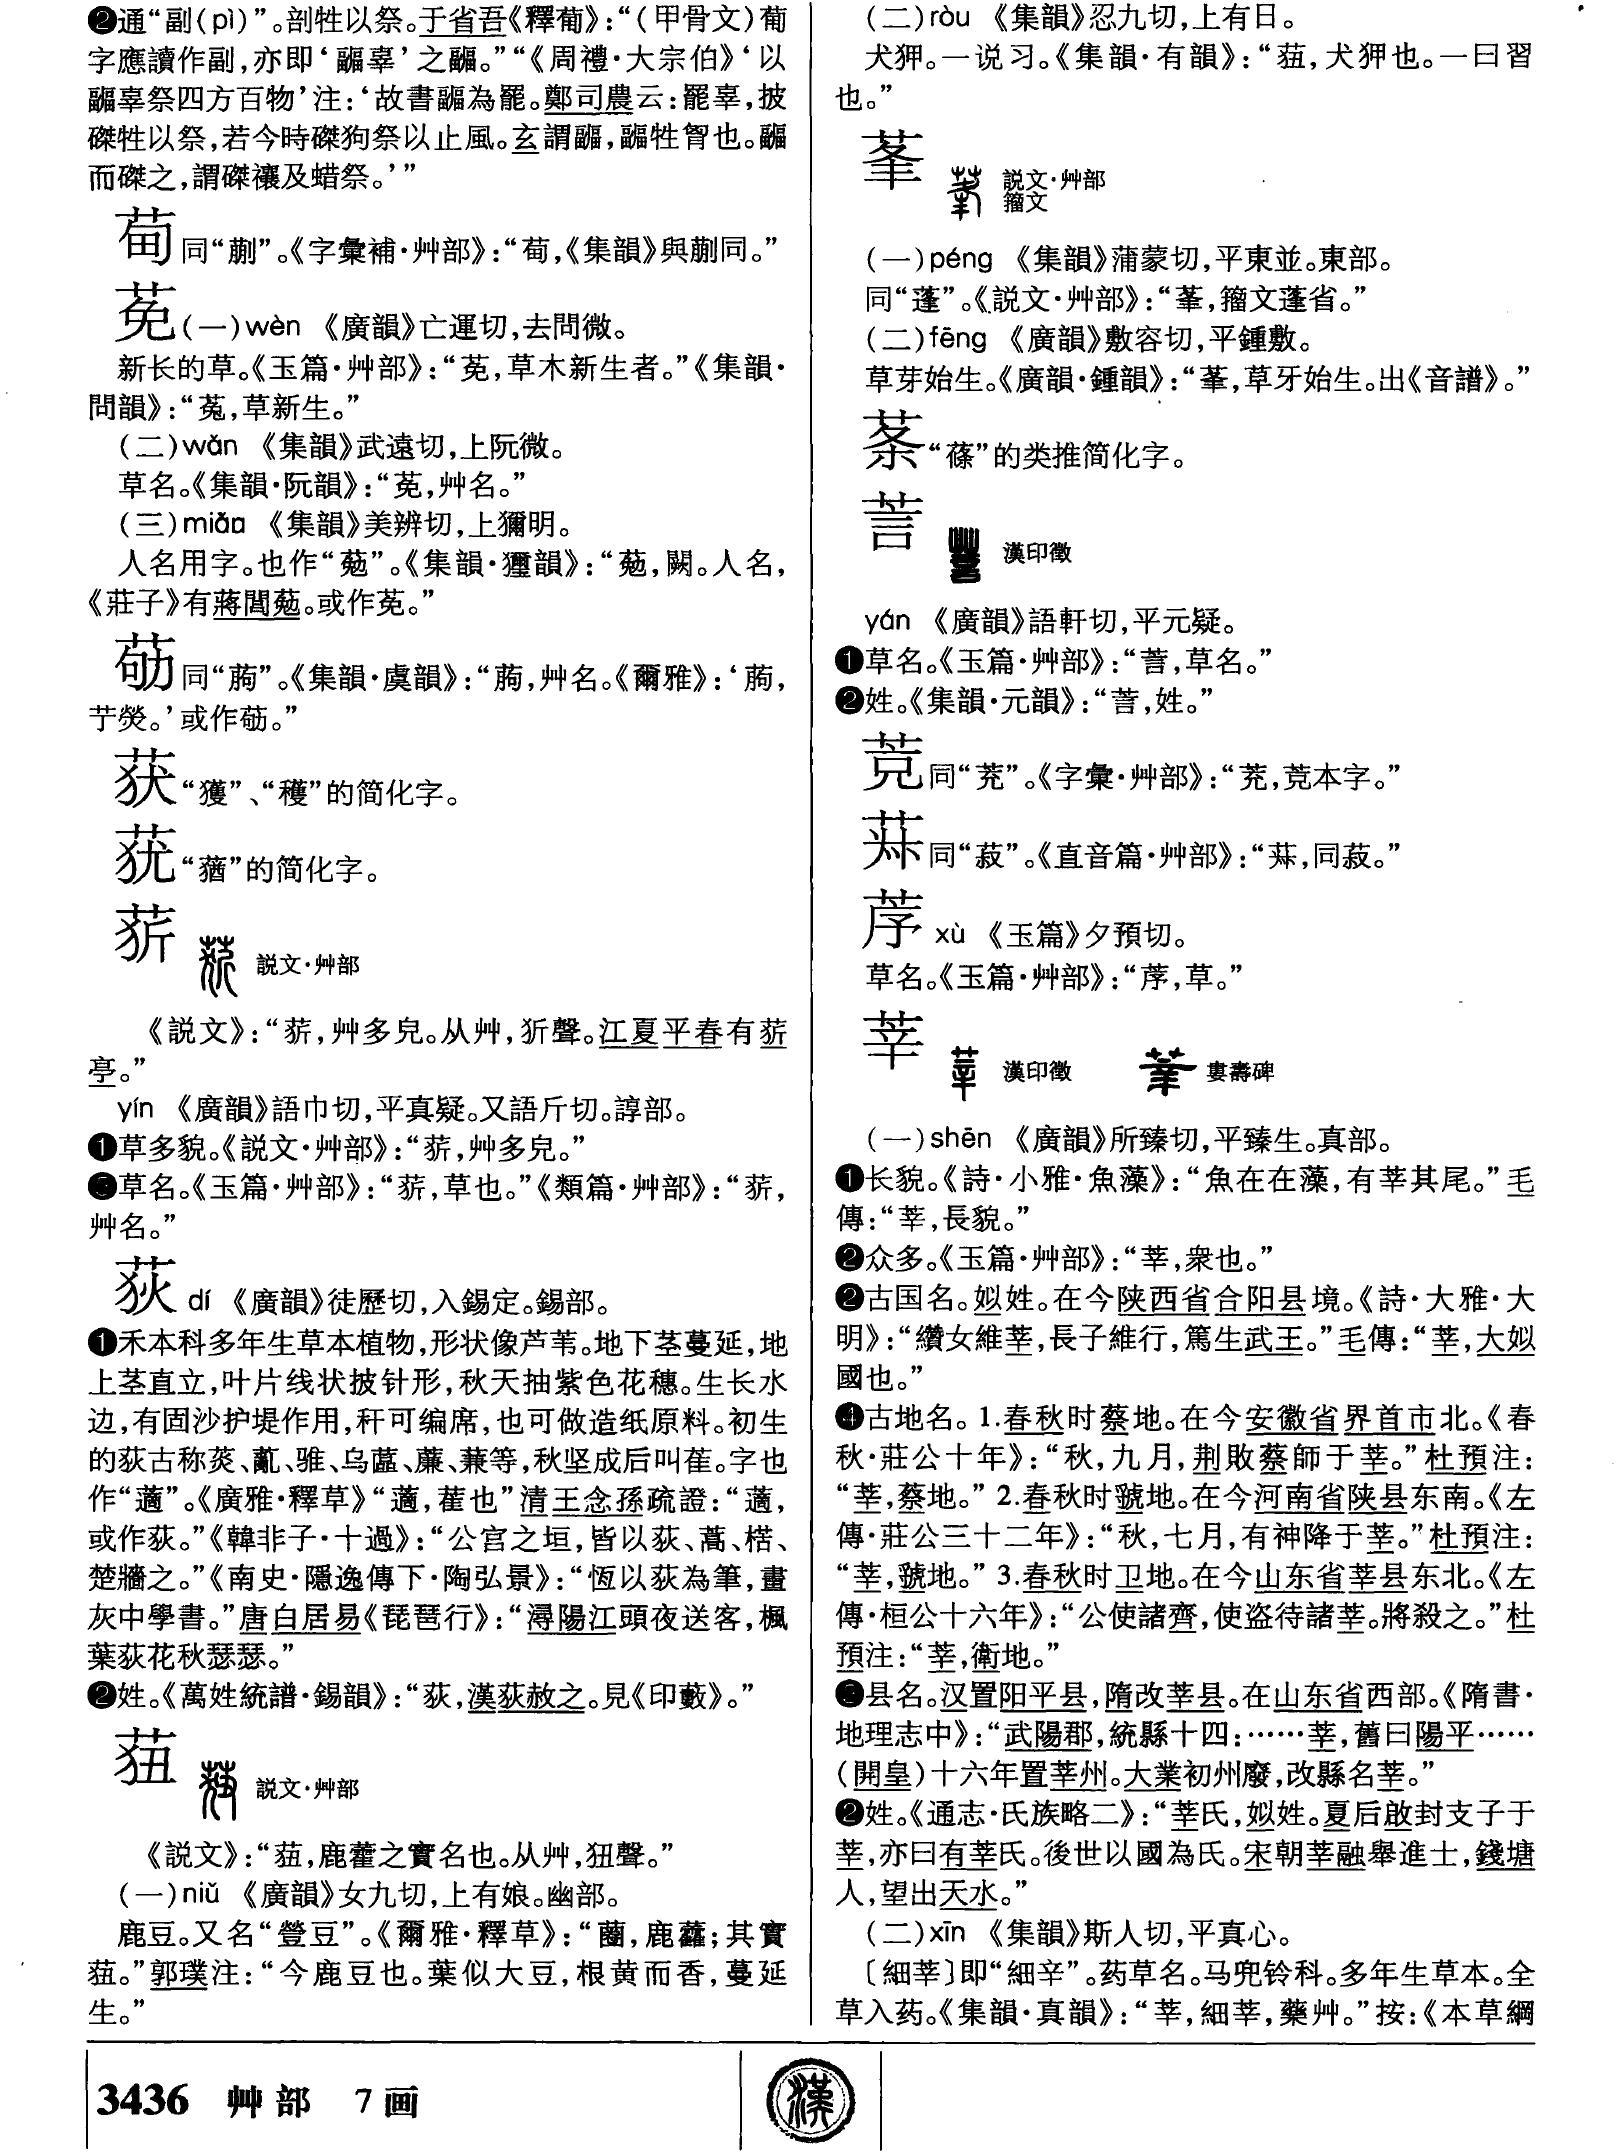 ❷通“副(pì)”。剖牲以祭。于省吾《釋葡》:“(甲骨文)葡
字應讀作副,亦即‘疈辜’之疈。”“《周禮·大宗伯》‘以
疈辜祭四方百物’注:‘故書疈為罷。鄭司農云:罷辜,披
磔牲以祭,若今時磔狗祭以止風。玄謂疈,疈牲胷也。疈
而磔之,謂磔禳及蜡祭。’”
同“蒯”。《字彙補·艸部》:“萄,《集韻》與蒯同。”
莬(一)wèn 《廣韻》亡運切,去問微。
新长的草。《玉篇·艸部》:“莬,草木新生者。”《集韻·
問韻》:“菟,草新生。”
(二)wǎn 《集韻》武遠切,上阮微。
草名。《集韻·阮韻》:“莬,艸名。”
(三)miǎn 《集韻》美辨切,上獮明。
人名用字。也作“葂”。《集韻·獮韻》:“葂,闕。人名,
《莊子》有蔣閭葂。或作莬。”
同“蒟”。《集韻·虞韻》:“蒟,艸名。《爾雅》:‘蒟,
芐熒。’或作茐。”
获“獲”、“穫”的简化字。
莸“蕕”的简化字。
䓄 説文·艸部
《説文》:“䓄,艸多皃。从艸,狋聲。江夏平春有䓄
亭。”
yín 《廣韻》語巾切,平真疑。又語斤切。諄部。
❶草多貌。《説文·艸部》:“䓄,艸多皃。”
❸草名。《玉篇·艸部》:“䓄,草也。”《類篇·艸部》:“䓄,
艸名。”
荻 dí 《廣韻》徒歷切,入錫定。錫部。
❶禾本科多年生草本植物,形状像芦苇。地下茎蔓延,地
上茎直立,叶片线状披针形,秋天抽紫色花穗。生长水
边,有固沙护堤作用,秆可编席,也可做造纸原料。初生
的荻古称菼、薍、骓、乌蓲、藨、蒹等,秋坚成后叫萑。字也
作“藡”。《廣雅·釋草》“藡,萑也”清王念孫疏證:“藡,
或作荻。”《韓非子·十過》:“公宫之垣,皆以荻、蒿、楛、
楚牆之。”《南史·隱逸傳下·陶弘景》:“恆以荻為筆,畫
灰中學書。”唐白居易《琵琶行》:“潯陽江頭夜送客,楓
葉荻花秋瑟瑟。”
❷姓。《萬姓統譜·錫韻》:“荻,漢荻赦之。見《印藪》。”
莥 説文·艸部
《説文》:“莥,鹿藿之實名也。从艸,狃聲。”
(一)niǔ 《廣韻》女九切,上有娘。幽部。
鹿豆。又名“䝁豆”。《爾雅·釋草》:“蔨,鹿藿;其實
莥。”郭璞注:“今鹿豆也。葉似大豆,根黄而香,蔓延
生。”
(二)ròu 《集韻》忍九切,上有日。
犬狎。一说习。《集韻·有韻》:“莥,犬狎也。一曰習
也。”
莑 説文·艸部
籀文
(一)péng 《集韻》蒲蒙切,平東並。東部。
同“蓬”。《説文·艸部》:“莑,籀文蓬省。”
(二)fēng 《廣韻》敷容切,平鍾敷。
草芽始生。《廣韻·鍾韻》:“莑,草牙始生。出《音譜》。”
“蓧”的类推简化字。
䓂 漢印徵
yán 《廣韻》語軒切,平元疑。
❶草名。《玉篇·艸部》:“䓂,草名。”
❷姓。《集韻·元韻》:“䓂,姓。”
莌同“茺”。《字彙·艸部》:“茺,莌本字。”
同“菽”。《直音篇·艸部》:“菻,同菽。”
xù 《玉篇》夕預切。
草名。《玉篇·艸部》:“茡,草。”
莘 漢印徵 婁壽碑
(一)shēn 《廣韻》所臻切,平臻生。真部。
❶长貌。《詩·小雅·魚藻》:“魚在在藻,有莘其尾。”毛
傳:“莘,長貌。”
❷众多。《玉篇·艸部》:“莘,衆也。”
❷古国名。姒姓。在今陕西省合阳县境。《詩·大雅·大
明》:“纘女維莘,長子維行,篤生武王。”毛傳:“莘,大姒
國也。”
❹古地名。1.春秋时蔡地。在今安徽省界首市北。《春
秋·莊公十年》:“秋,九月,荆敗蔡師于莘。”杜預注:
“莘,蔡地。”2.春秋时虢地。在今河南省陕县东南。《左
傳·莊公三十二年》:“秋,七月,有神降于莘。”杜預注:
“莘,虢地。”3.春秋时卫地。在今山东省莘县东北。《左
傳·桓公十六年》:“公使諸齊,使盗待諸莘。將殺之。”杜
預注:“莘,衛地。”
❸县名。汉置阳平县,隋改莘县。在山东省西部。《隋書·
地理志中》:“武陽郡,統縣十四:……莘,舊曰陽平……
(開皇)十六年置莘州。大業初州廢,改縣名莘。”
❷姓。《通志·氏族略二》:“莘氏,姒姓。夏后啟封支子于
莘,亦曰有莘氏。後世以國為氏。宋朝莘融舉進士,錢塘
人,望出天水。”
(二)xīn 《集韻》斯人切,平真心。
〔細莘〕即“細辛”。药草名。马兜铃科。多年生草本。全
草入药。《集韻·真韻》:“莘,細莘,藥艸。”按:《本草綱
3436 艸部 7画
漢